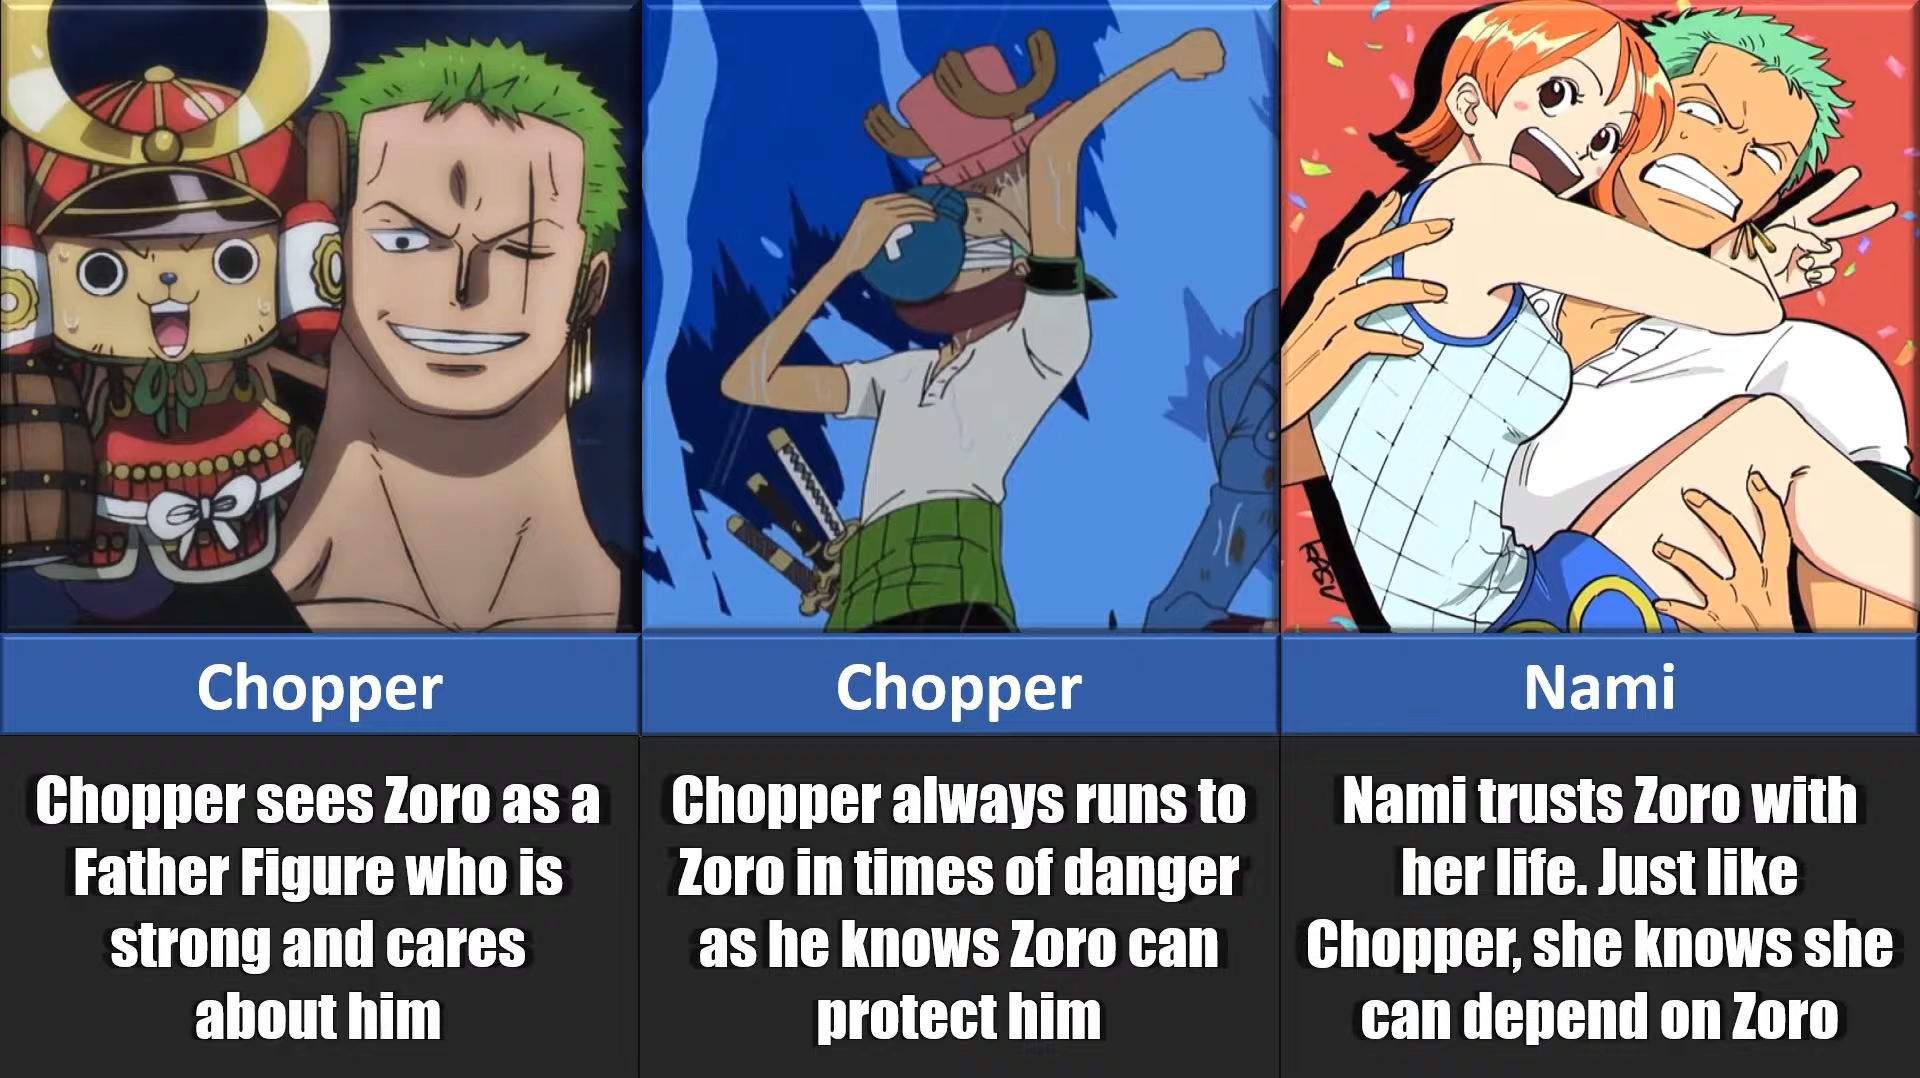 Chopper
Chopper sees Zoro as a
Father Figure who is
strong and cares
about him
Chopper
Chopper always runs to
Zoro in times of danger
as he knows Zoro can
protect him
Nami
Nami trusts Zoro with
her life. Just like
Chopper, she knows she
can depend on Zoro